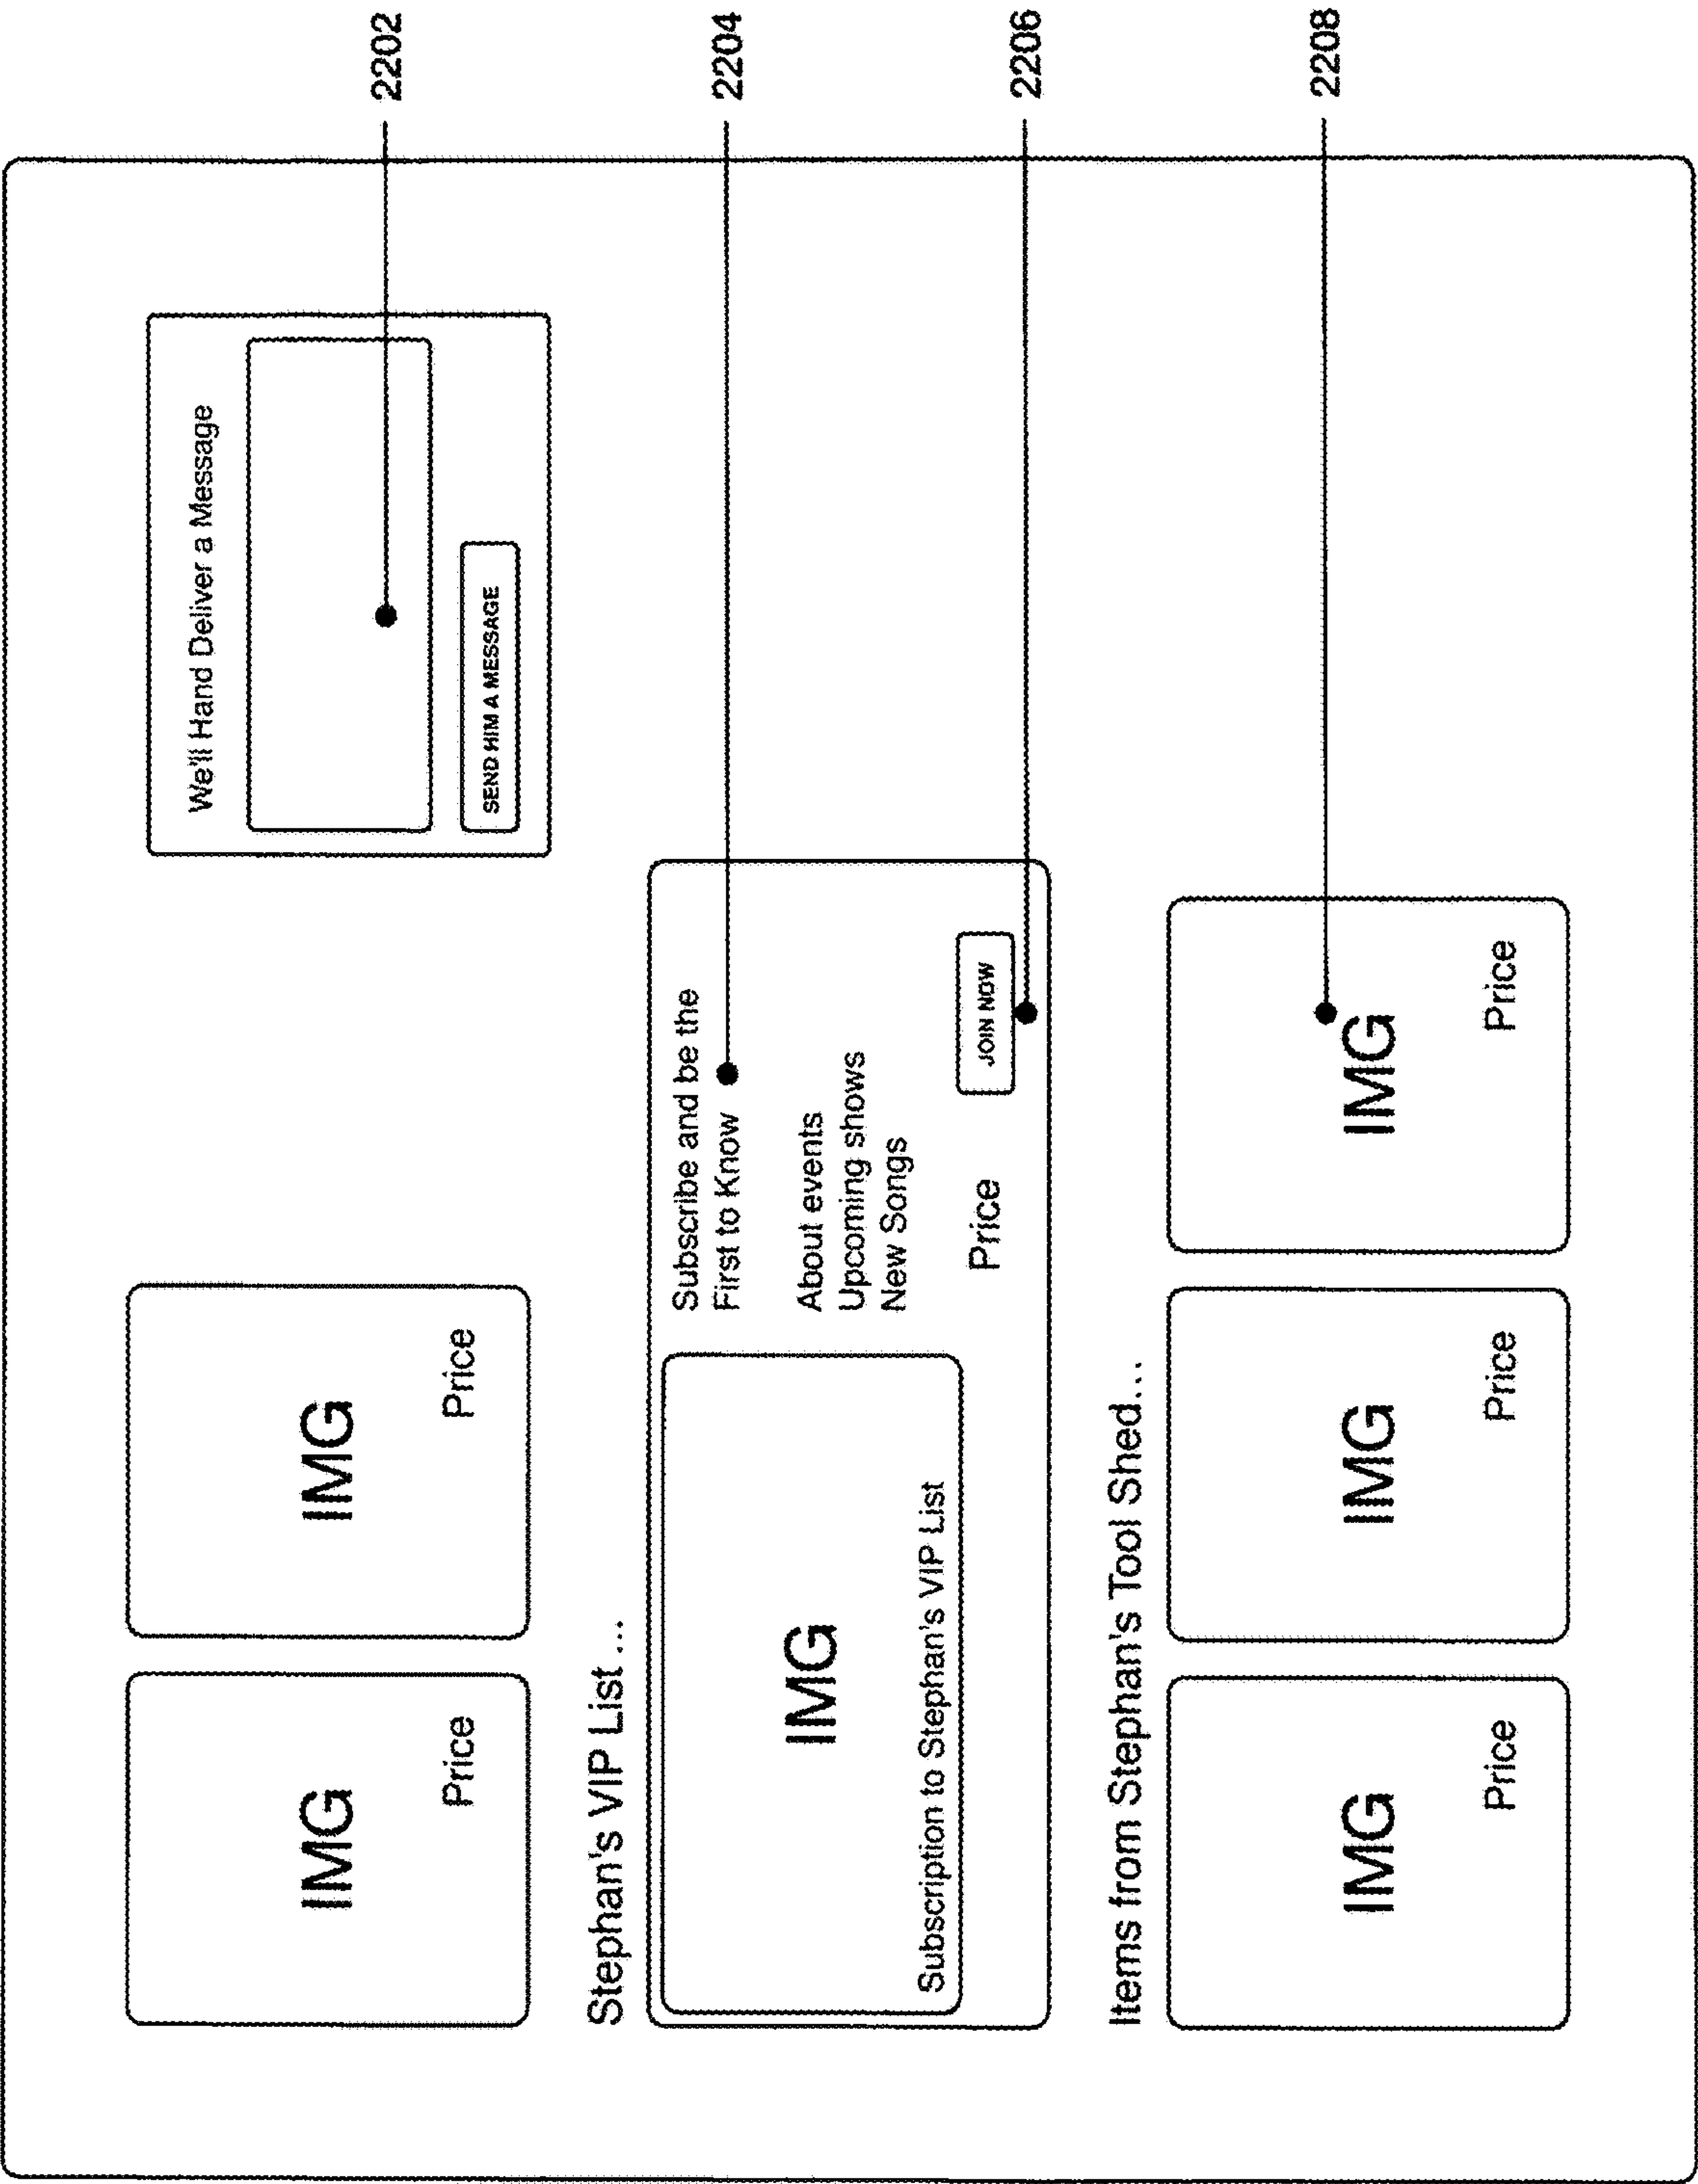 We'll Hand Deliver a Message
2202
SEND HIM A MESSAGE
IMG
IMG
Price
Price
Stephan's VIP List ...
Subscribe and be the
First to Know
2204
About events
Upcoming shows
New Songs
IMG
Subscription to Stephan's VIP List
Price
JOIN NOW
2206
Items from Stephan's Tool Shed...
IMG
IMG
IMG
2208
Price
Price
Price